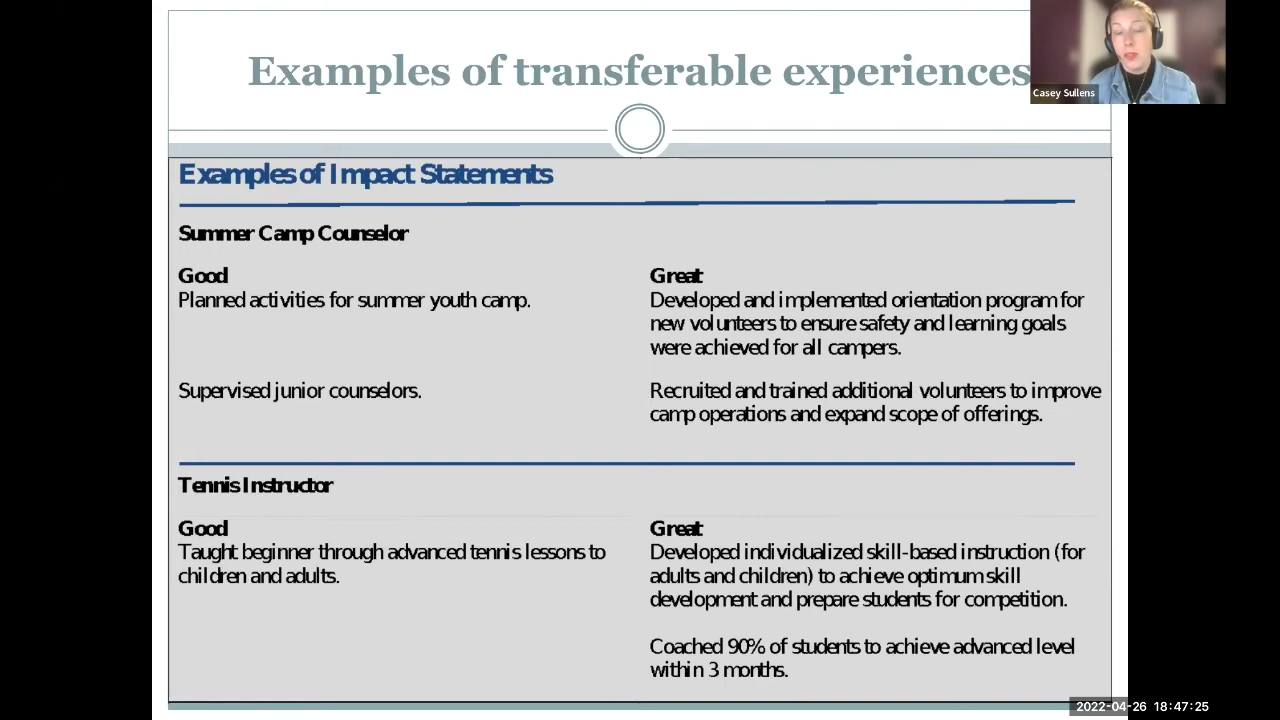 Examples of transferable experiences
Casey Sullens
Examples of Impact Statements
Summer Camp Counselor
Good
Planned activities for summer youth camp.
Supervised junior counselors.
Great
Developed and implemented orientation program for
new volunteers to ensure safety and learning goals
were achieved for all campers.
Recruited and trained additional volunteers to improve
camp operations and expand scope of offerings.
Tennis Instructor
Good
Taught beginner through advanced tennis lessons to
children and adults.
Great
Developed individualized skill-based instruction (for
adults and children) to achieve optimum skill
development and prepare students for competition.
Coached 90% of students to achieve advanced level
within 3 months.
2022-04-26 18:47:25